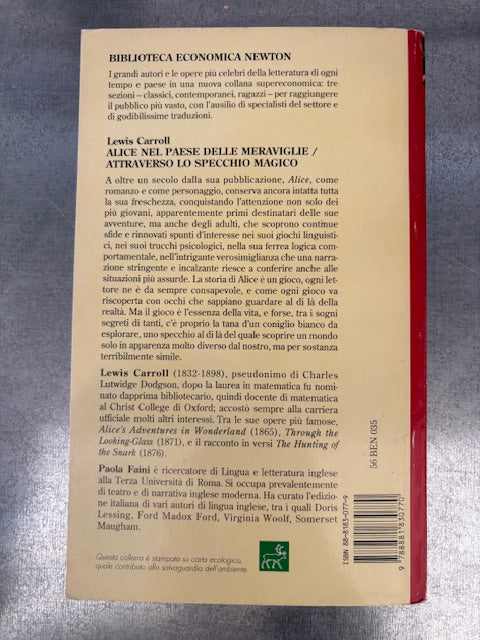 BIBLIOTECA ECONOMICA NEWTON
I grandi autori e le opere più celebri della letteratura di ogni
tempo e paese in una nuova collana supereconomica: tre
sezioni – classici, contemporanei, ragazzi – per raggiungere
il pubblico più vasto, con l'ausilio di specialisti del settore e
di godibilissime traduzioni.
Lewis Carroll
ALICE NEL PAESE DELLE MERAVIGLIE /
ATTRAVERSO LO SPECCHIO MAGICO
A oltre un secolo dalla sua pubblicazione, Alice, come
romanzo e come personaggio, conserva ancora intatta tutta
la sua freschezza, conquistando l'attenzione non solo dei
più giovani, apparentemente primi destinatari delle sue
avventure, ma anche degli adulti, che scoprono continue
sfide e rinnovati spunti d'interesse nei suoi giochi linguisti-
ci, nei suoi trucchi psicologici, nella sua ferrea logica com-
portamentale, nell'intrigante verosimiglianza che una narra-
zione stringente e incalzante riesce a conferire anche alle
situazioni più assurde. La storia di Alice è un gioco, ogni let-
tore ne è da sempre consapevole, e come ogni gioco va
riscoperta con occhi che sappiano guardare al di là della
realtà. Ma il gioco è l'essenza della vita, e forse, tra i sogni
segreti di tanti, c'è proprio la tana d'un coniglio bianco da
esplorare, uno specchio al di là del quale scoprire un mondo
solo in apparenza molto diverso dal nostro, ma per sostanza
terribilmente simile.
Lewis Carroll (1832-1898), pseudonimo di Charles
Lutwidge Dodgson, dopo la laurea in matematica fu nomi-
nato dapprima bibliotecario, quindi docente di matematica
al Christ College di Oxford; accostò sempre alla carriera
ufficiale molti altri interessi. Tra le sue opere più famose,
Alice's Adventures in Wonderland (1865), Through the
Looking-Glass (1871), e il racconto in versi The Hunting of
the Snark (1876).
Paola Faini è ricercatore di Lingua e letteratura inglese
alla Terza Università di Roma. Si occupa prevalentemente
di teatro e di narrativa inglese moderna. Ha curato l'edizio-
ne italiana di vari autori di lingua inglese, tra i quali Doris
Lessing, Ford Madox Ford, Virginia Woolf, Somerset
Maugham.
Questa collana è stampata su carta ecologica,
quale contributo alla salvaguardia dell'ambiente.
56 BEN 035
ISBN 88-8183-077-9
9 788881 830770